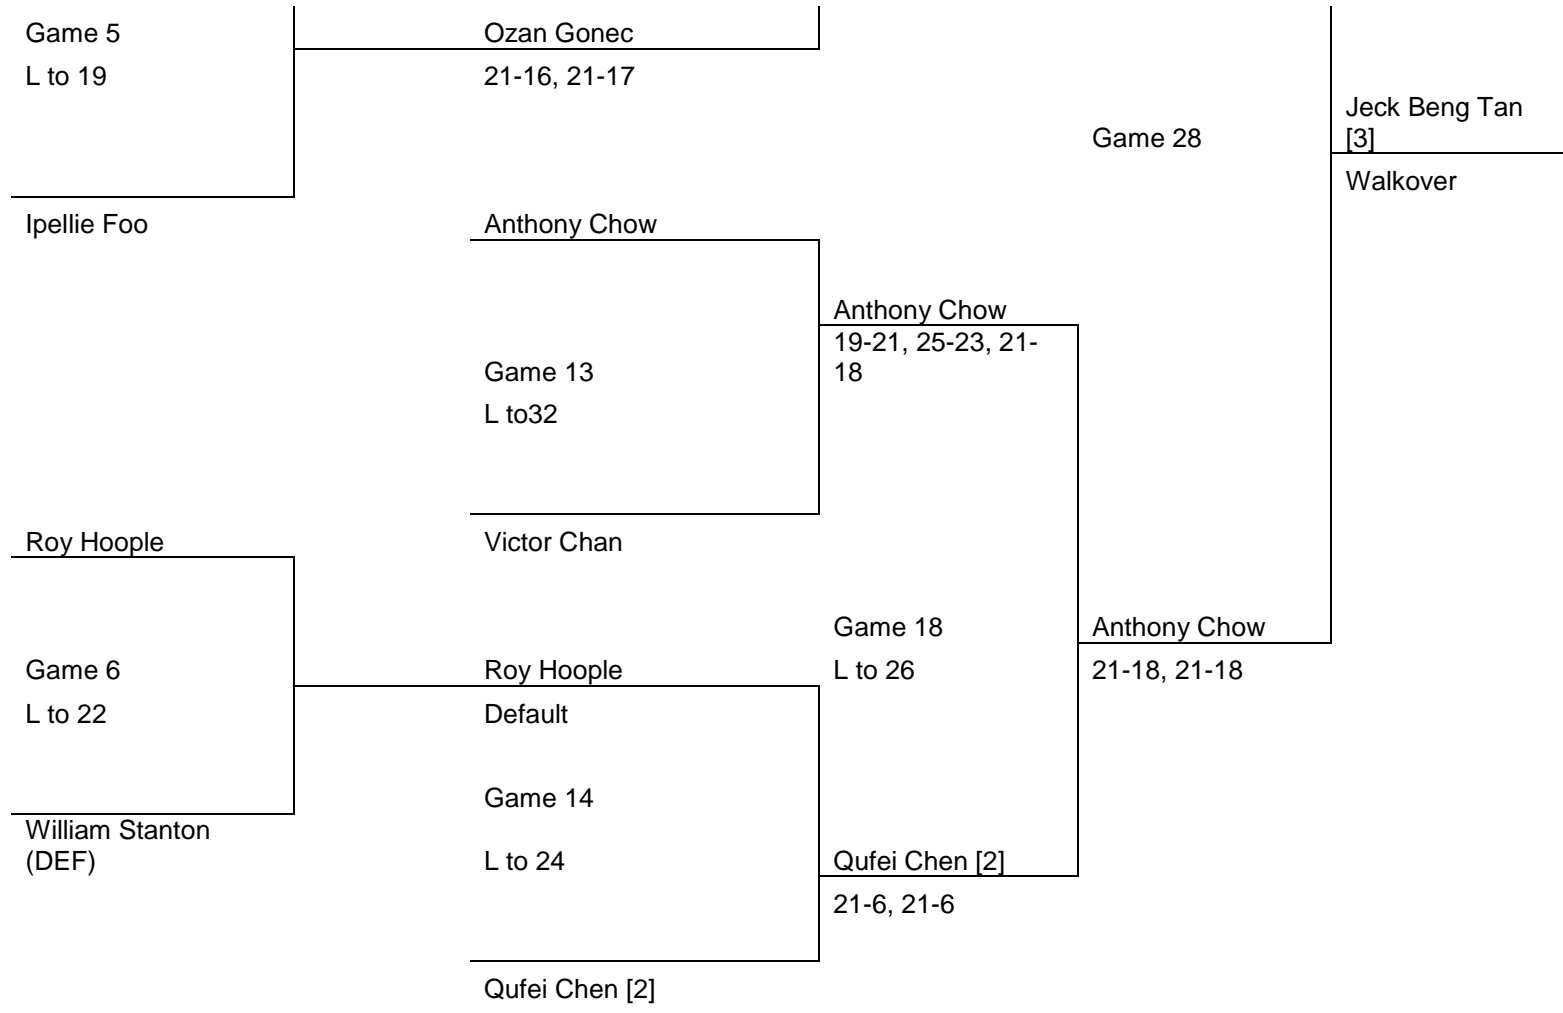 Game 5
Ozan Gonec
L to 19
21-16, 21-17
Jeck Beng Tan
[3]
Game 28
Walkover
Ipellie Foo
Anthony Chow
Anthony Chow
19-21, 25-23, 21-
18
Game 13
L to32
Roy Hoople
Victor Chan
Game 18
Anthony Chow
Game 6
Roy Hoople
L to 26
21-18, 21-18
L to 22
Default
Game 14
William Stanton
(DEF)
L to 24
Qufei Chen [2]
21-6, 21-6
Qufei Chen [2]